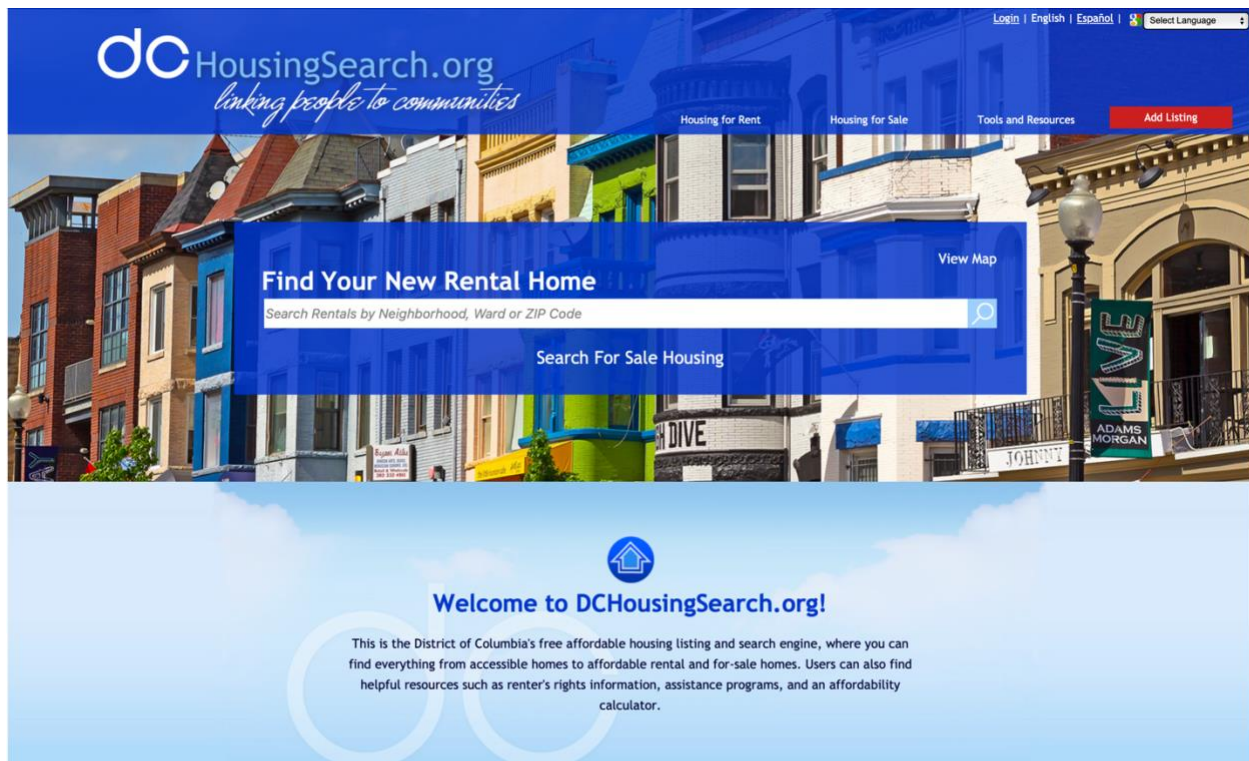 Login | English | Español | Select Language
dc HousingSearch.org
linking people to communities
Housing for Rent Housing for Sale Tools and Resources Add Listing
View Map
Find Your New Rental Home
Search Rentals by Neighborhood, Ward or ZIP Code
Search For Sale Housing
DIVE
LIVE
ADAMS
MORGAN
JOHNNY
Welcome to DCHousingSearch.org!
This is the District of Columbia's free affordable housing listing and search engine, where you can
find everything from accessible homes to affordable rental and for-sale homes. Users can also find
helpful resources such as renter's rights information, assistance programs, and an affordability
calculator.
dc